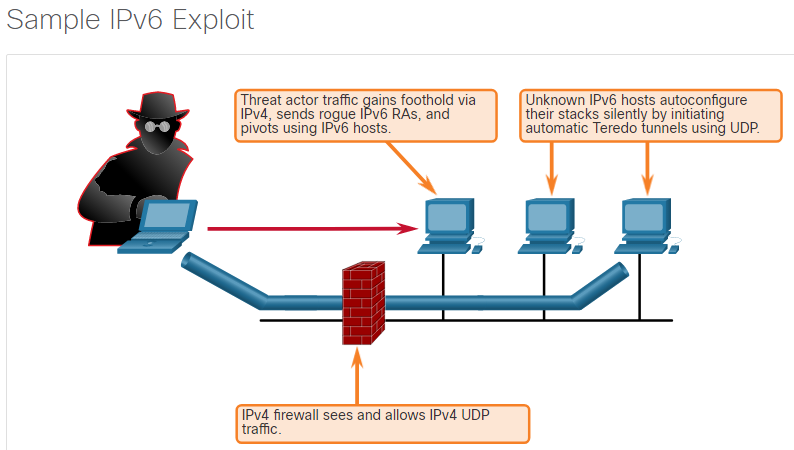 Sample IPv6 Exploit
Threat actor traffic gains foothold via
IPv4, sends rogue IPv6 RAs, and
pivots using IPv6 hosts.
Unknown IPv6 hosts autoconfigure
their stacks silently by initiating
automatic Teredo tunnels using UDP.
IPv4 firewall sees and allows IPv4 UDP
traffic.